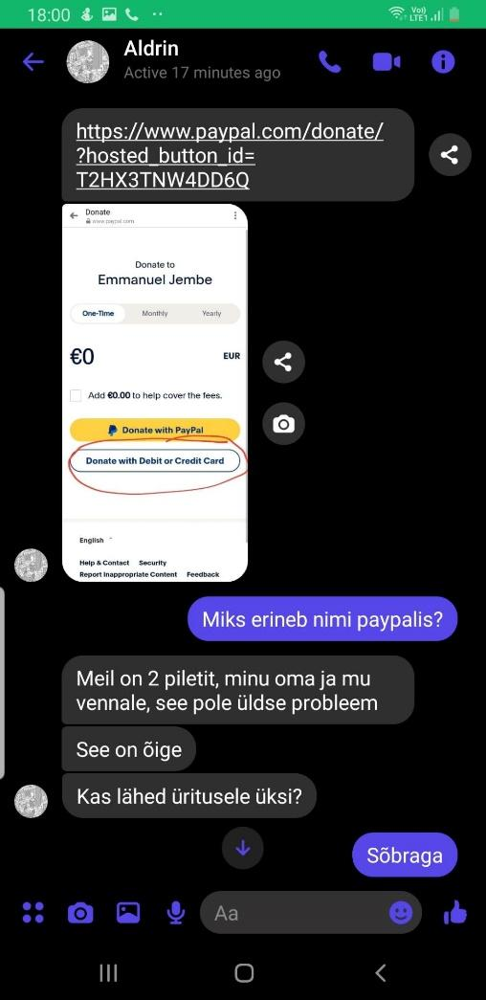 18:00
Vo)
LTE1
Aldrin
Active 17 minutes ago
https://www.paypal.com/donate/
?hosted_button_id=
T2HX3TNW4DD6Q
Donate
www.paypal.com
Donate to
Emmanuel Jembe
One-Time Monthly Yearly
€0 EUR
Add €0.00 to help cover the fees.
Donate with PayPal
Donate with Debit or Credit Card
English
Help & Contact Security
Report Inappropriate Content Feedback
Miks erineb nimi paypalis?
Meil on 2 piletit, minu oma ja mu
vennale, see pole üldse probleem
See on õige
Kas lähed üritusele üksi?
Sõbraga
Aa